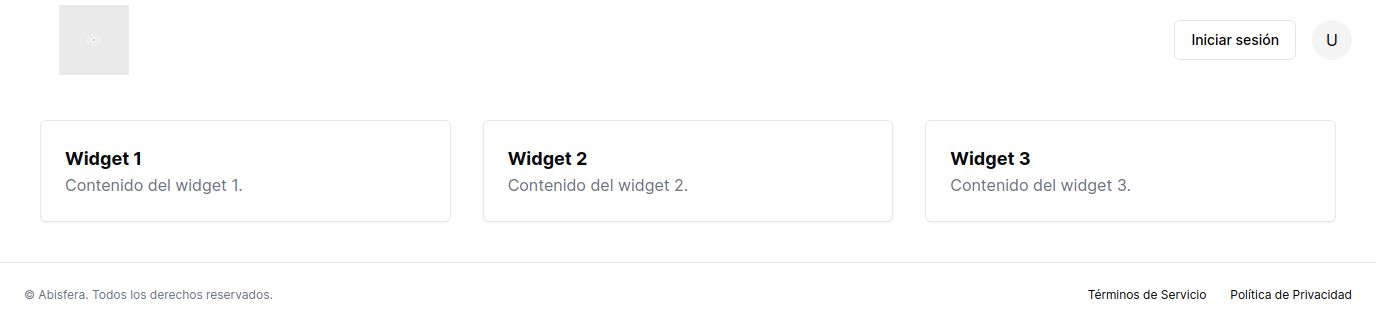 Iniciar sesión
U
Widget 1
Contenido del widget 1.
Widget 2
Contenido del widget 2.
Widget 3
Contenido del widget 3.
© Abisfera. Todos los derechos reservados.
Términos de Servicio
Política de Privacidad